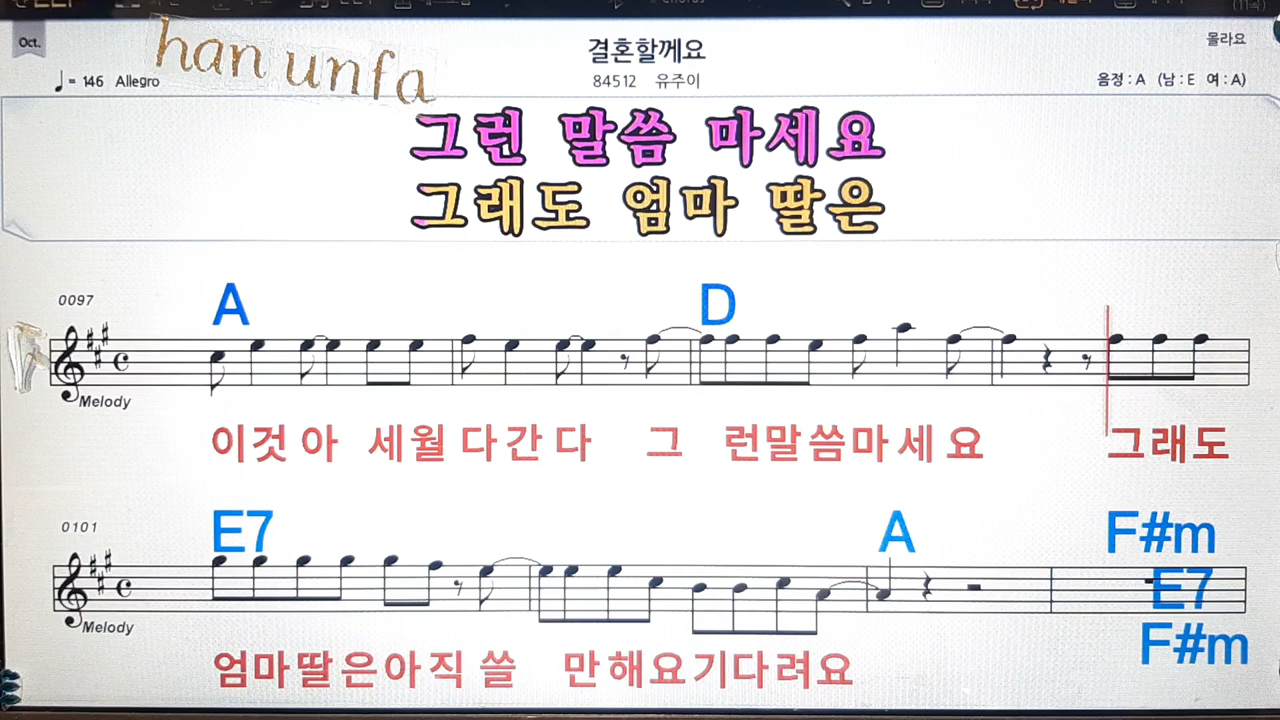 (11곡)
Oct.
han unfa
결혼할께요
몰라요
♩= 146 Allegro
84512 유주이
음정 : A (남 : E 여 : A)
그런 말씀 마세요
그래도 엄마 딸은
0097
A D
Melody
이것 아 세월 다간 다 그 런말씀마세 요 그래도
0101
E7 A F#m
E7
Melody
F#m
엄마딸은아직 쓸 만해요기다려요